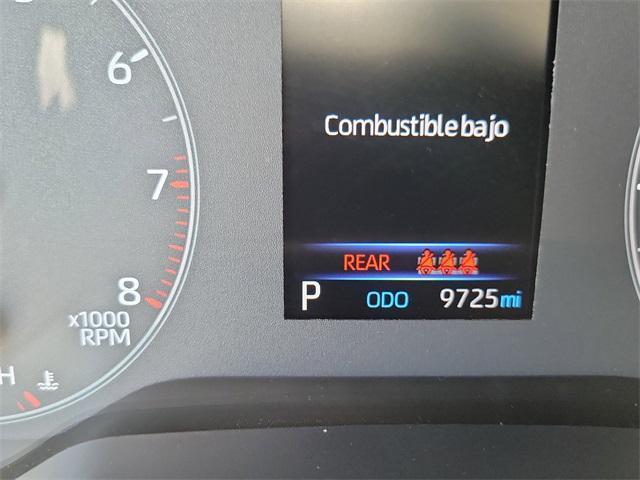 6
7
8
x1000
RPM
H
Combustible bajo
REAR
P ODO 9725 mi